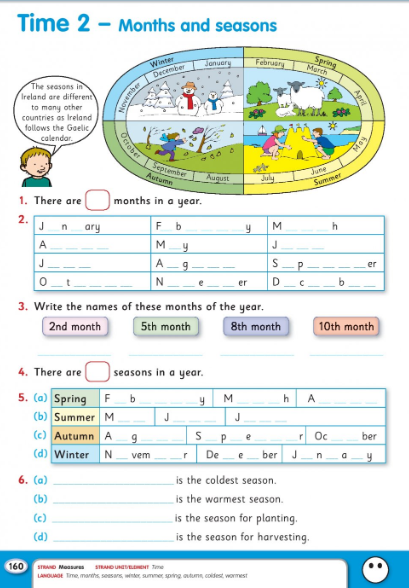 Time 2 – Months and seasons
The seasons in
Ireland are different
to many other
countries as Ireland
follows the Gaelic
calendar.
Winter
November December January
Spring
February March April
October September August
Autumn
May June July
Summer
1. There are months in a year.
2.
J _ n _ ary F _ b _ _ _ _ y M _ _ _ h
A _ _ _ _ M _ y J _ _ _
J _ _ _ A _ g _ _ _ S _ p _ _ _ _ er
O _ t _ _ _ _ N _ _ e _ _ er D _ c _ _ b _ _
3. Write the names of these months of the year.
2nd month 5th month 8th month 10th month
4. There are seasons in a year.
5. (a) Spring F _ b _ _ _ _ y M _ _ _ h A _ _ _ _
(b) Summer M _ _ J _ _ _ J _ _ _
(c) Autumn A _ g _ _ _ S _ p _ e _ _ _ r Oc _ _ ber
(d) Winter N _ vem _ _ r De _ e _ ber J _ n _ a _ y
6. (a) is the coldest season.
(b) is the warmest season.
(c) is the season for planting.
(d) is the season for harvesting.
160 STRAND Measures STRAND UNIT/ELEMENT Time
LANGUAGE Time, months, seasons, winter, summer, spring, autumn, coldest, warmest